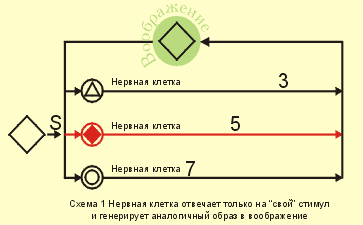 Воображение
Нервная клетка 3
S
Нервная клетка 5
Нервная клетка 7
Схема 1 Нервная клетка отвечает только на "свой" стимул
и генерирует аналогичный образ в воображение